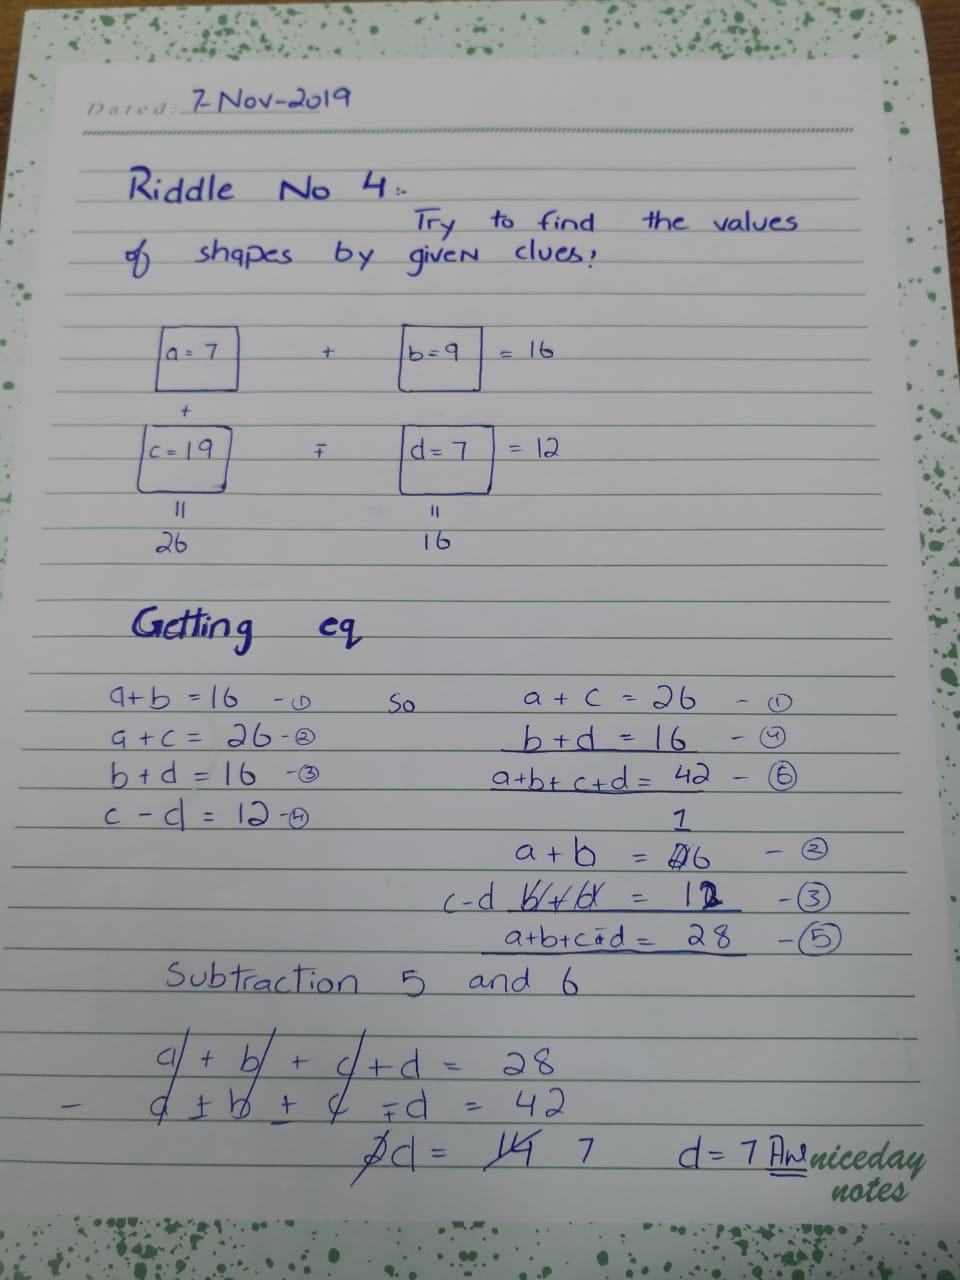 Dated: 7-Nov-2019
Riddle No 4:-
Try to find the values
of shapes by given clues!
a = 7 + b = 9 = 16
+
c = 19 ∓ d = 7 = 12
= =
26 16
Getting eq
a+b = 16 - ① so a + c = 26 - ①
a + c = 26 - ② b + d = 16 - ④
b + d = 16 - ③ a+b+c+d = 42 - ⑥
c - d = 12 - ④ 1
a + b = 6 - ②
c-d b+d = 12 - ③
a+b+c-d = 28 - ⑤
Subtraction 5 and 6
a + b + c + d = 28
- a ± b ± c ∓ d = 42
2d = 14 7 d = 7 Ans
niceday
notes